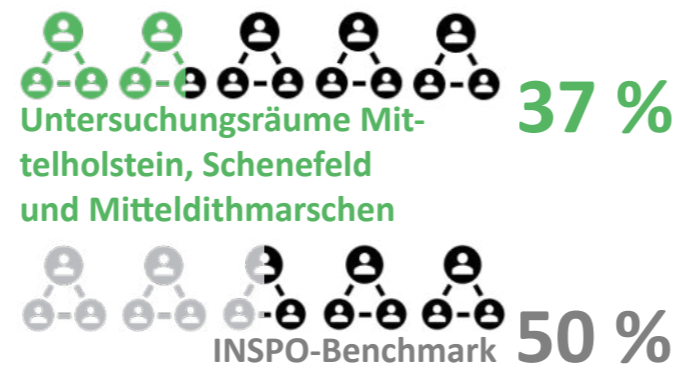 37 %
Untersuchungsräume Mit-
telholstein, Schenefeld
und Mitteldithmarschen
INSPO-Benchmark 50 %